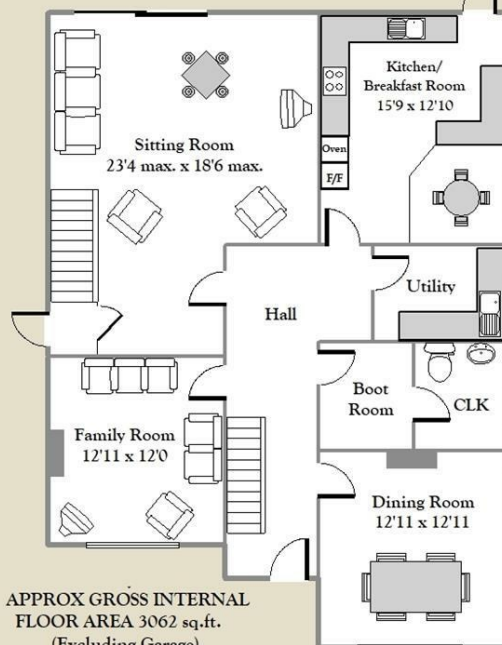 Kitchen/
Breakfast Room
15'9 x 12'10
Sitting Room
23'4 max. x 18'6 max.
Oven
F/F
Utility
Hall
Boot
Room
CLK
Family Room
12'11 x 12'0
Dining Room
12'11 x 12'11
APPROX GROSS INTERNAL
FLOOR AREA 3062 sq.ft.
(Excluding Garage)